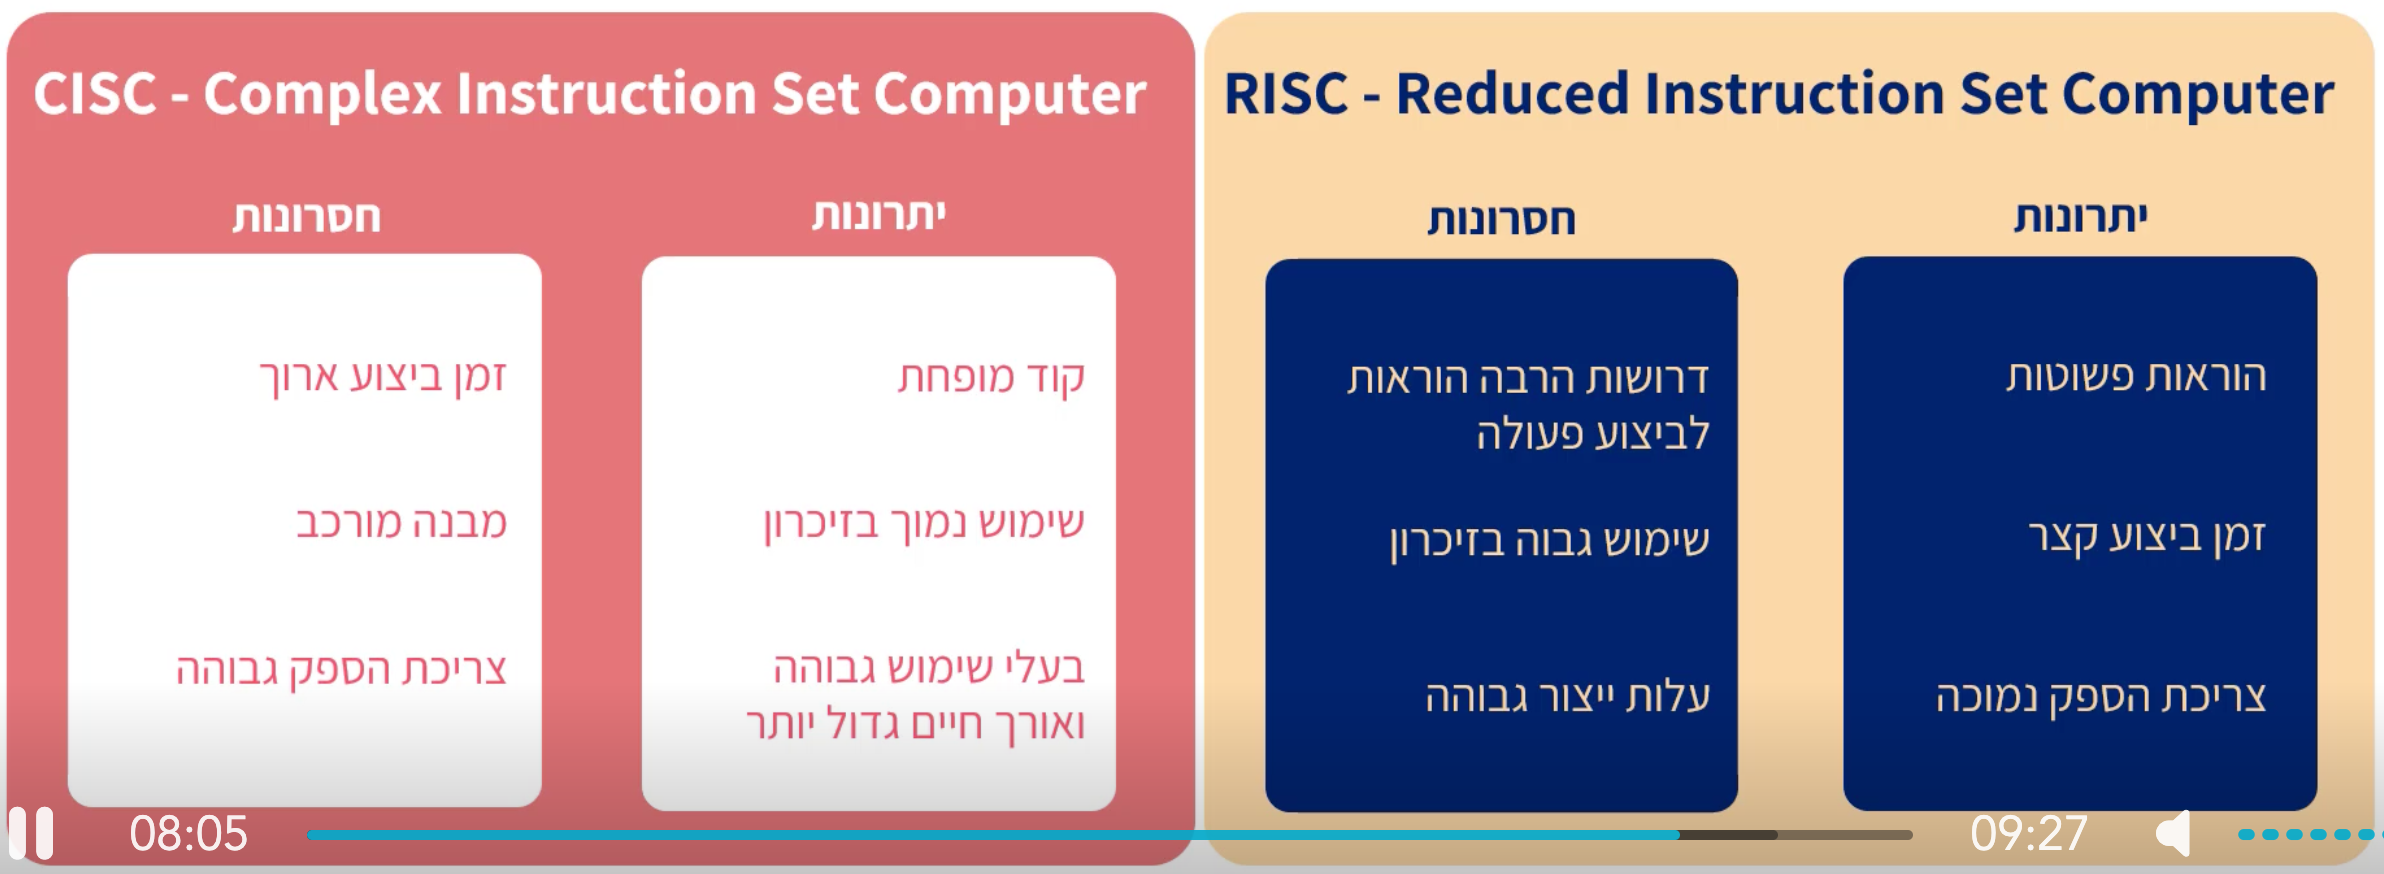 CISC - Complex Instruction Set Computer
יתרונות
קוד מופחת
שימוש נמוך בזיכרון
בעלי שימוש גבוהה
ואורך חיים גדול יותר
חסרונות
זמן ביצוע ארוך
מבנה מורכב
צריכת הספק גבוהה
RISC - Reduced Instruction Set Computer
יתרונות
הוראות פשוטות
זמן ביצוע קצר
צריכת הספק נמוכה
חסרונות
דרושות הרבה הוראות
לביצוע פעולה
שימוש גבוה בזיכרון
עלות ייצור גבוהה
08:05
09:27